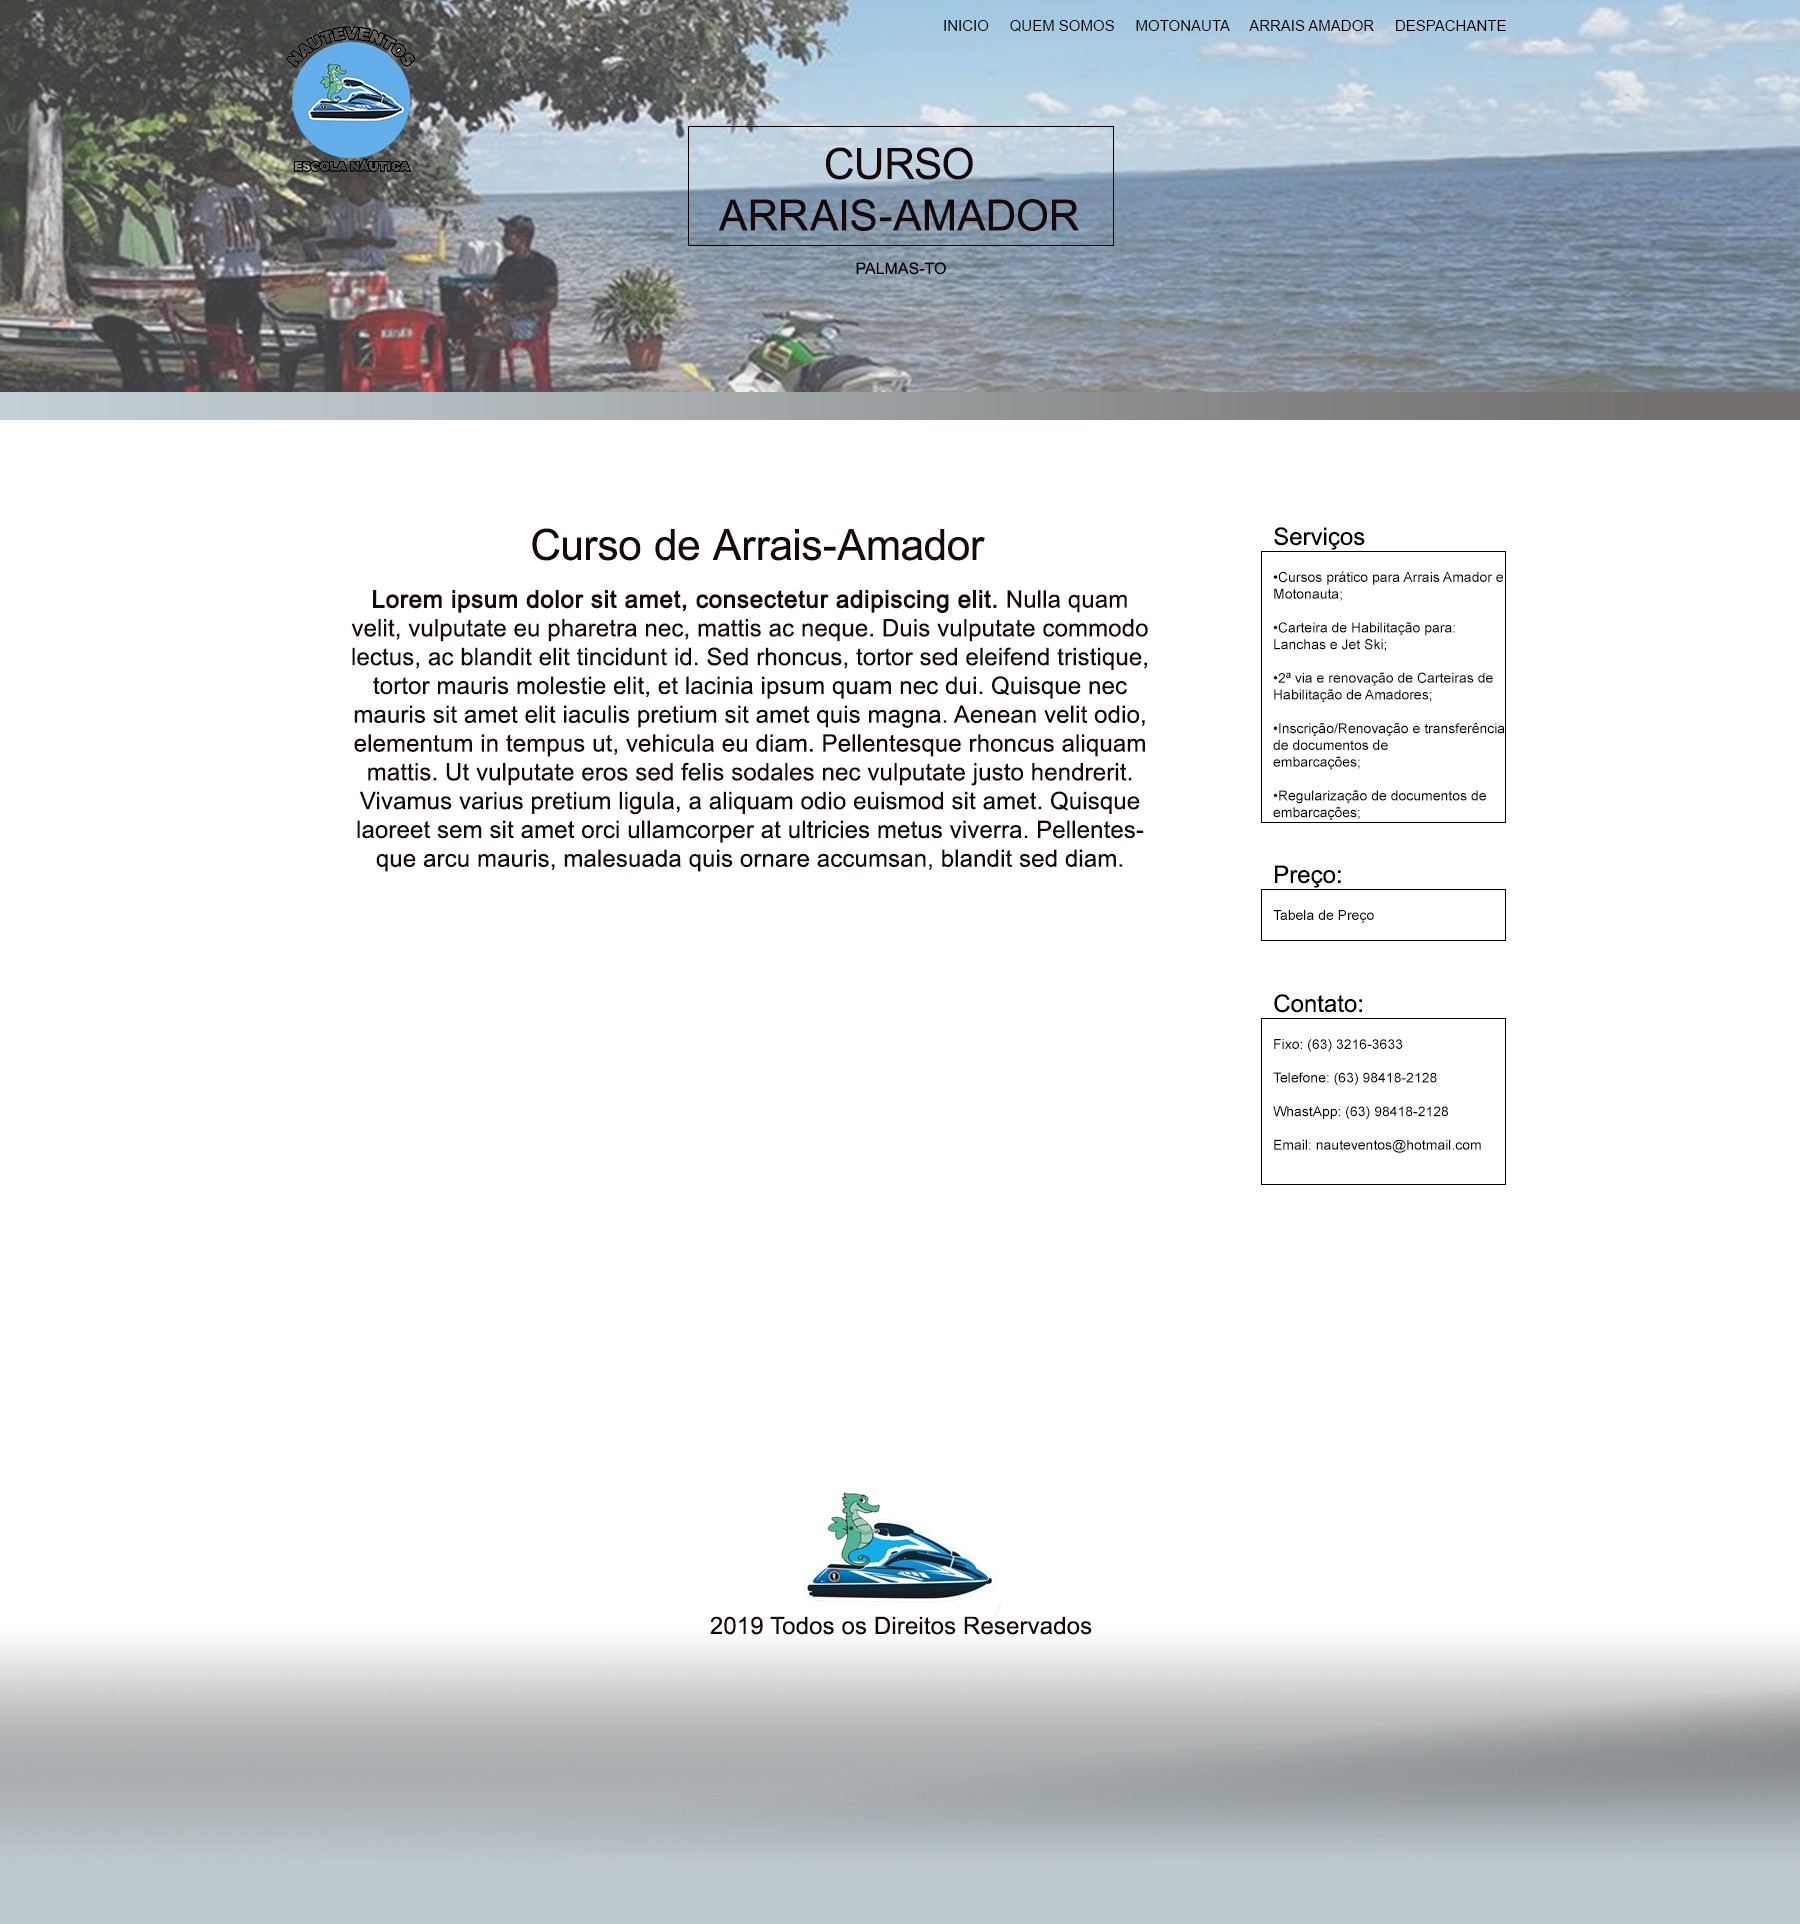 INICIO QUEM SOMOS MOTONAUTA ARRAIS AMADOR DESPACHANTE
NAUTEVENTOS
ESCOLA NÁUTICA
CURSO
ARRAIS-AMADOR
PALMAS-TO
Curso de Arrais-Amador
Lorem ipsum dolor sit amet, consectetur adipiscing elit. Nulla quam
velit, vulputate eu pharetra nec, mattis ac neque. Duis vulputate commodo
lectus, ac blandit elit tincidunt id. Sed rhoncus, tortor sed eleifend tristique,
tortor mauris molestie elit, et lacinia ipsum quam nec dui. Quisque nec
mauris sit amet elit iaculis pretium sit amet quis magna. Aenean velit odio,
elementum in tempus ut, vehicula eu diam. Pellentesque rhoncus aliquam
mattis. Ut vulputate eros sed felis sodales nec vulputate justo hendrerit.
Vivamus varius pretium ligula, a aliquam odio euismod sit amet. Quisque
laoreet sem sit amet orci ullamcorper at ultricies metus viverra. Pellentes-
que arcu mauris, malesuada quis ornare accumsan, blandit sed diam.
Serviços
•Cursos prático para Arrais Amador e
Motonauta;
•Carteira de Habilitação para:
Lanchas e Jet Ski;
•2ª via e renovação de Carteiras de
Habilitação de Amadores;
•Inscrição/Renovação e transferência
de documentos de
embarcações;
•Regularização de documentos de
embarcações;
Preço:
Tabela de Preço
Contato:
Fixo: (63) 3216-3633
Telefone: (63) 98418-2128
WhastApp: (63) 98418-2128
Email: nauteventos@hotmail.com
2019 Todos os Direitos Reservados